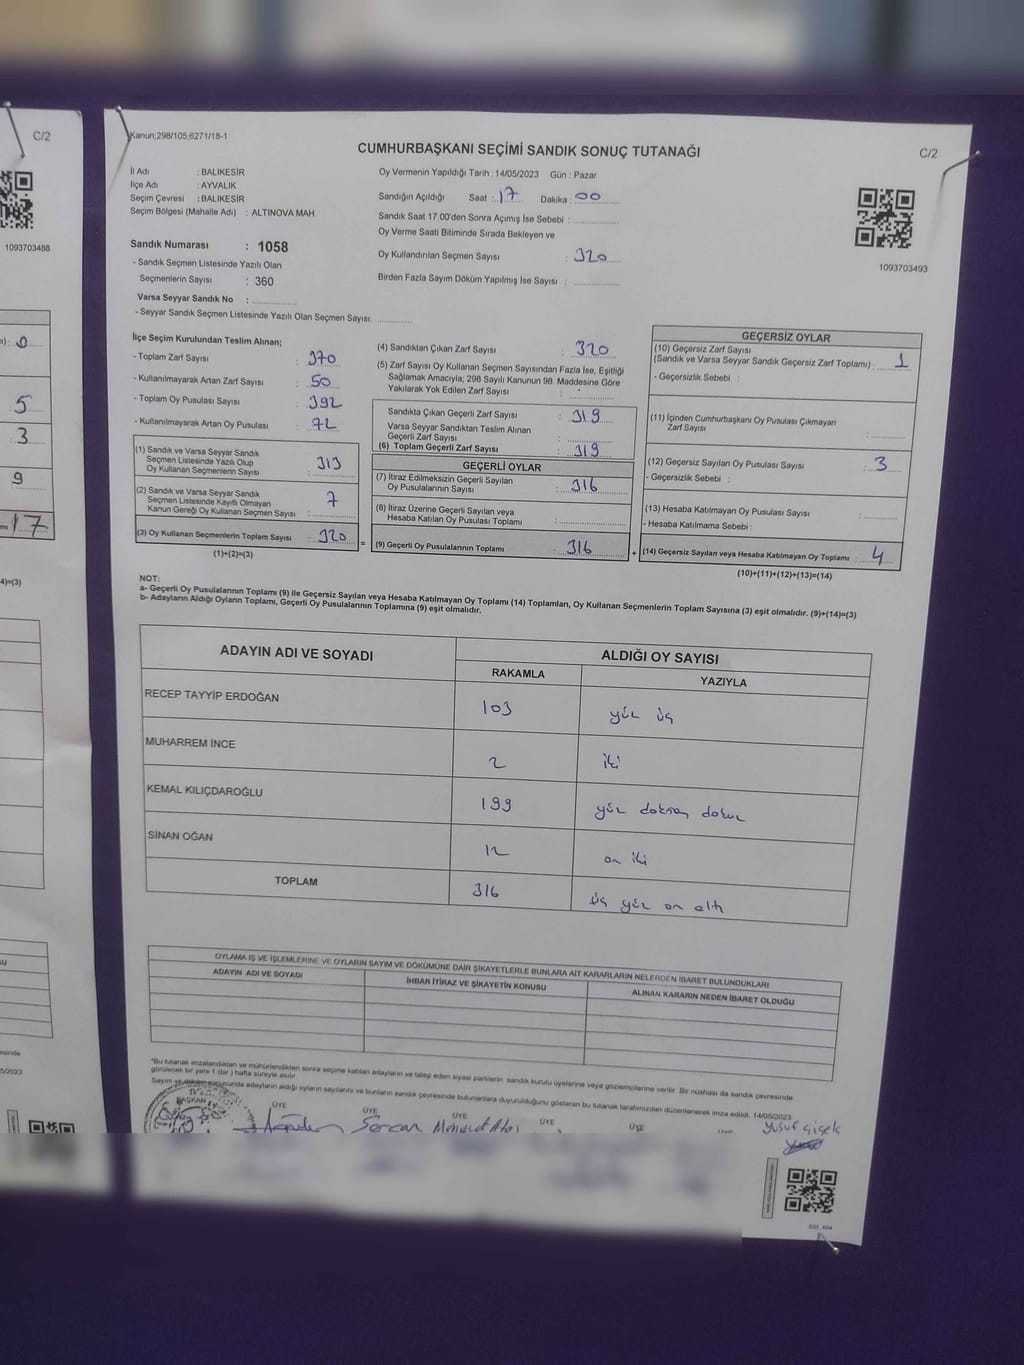 C/2
1093703488
5
3
9
17
4)=(3)
Kanun;298/105,6271/18-1
CUMHURBAŞKANI SEÇİMİ SANDIK SONUÇ TUTANAĞI
C/2
İl Adı : BALIKESİR
İlçe Adı : AYVALIK
Seçim Çevresi : BALIKESİR
Seçim Bölgesi (Mahalle Adı) : ALTINOVA MAH.
Oy Vermenin Yapıldığı Tarih : 14/05/2023 Gün : Pazar
Sandığın Açıldığı Saat : 17 Dakika : 00
Sandık Saat 17:00'den Sonra Açımış İse Sebebi :
Oy Verme Saati Bitiminde Sırada Bekleyen ve
Oy Kullandırılan Seçmen Sayısı : 320
Birden Fazla Sayım Döküm Yapılmış İse Sayısı :
1093703493
Sandık Numarası : 1058
- Sandık Seçmen Listesinde Yazılı Olan
Seçmenlerin Sayısı : 360
Varsa Seyyar Sandık No :
- Seyyar Sandık Seçmen Listesinde Yazılı Olan Seçmen Sayısı:
İlçe Seçim Kurulundan Teslim Alınan;
- Toplam Zarf Sayısı : 370
- Kullanılmayarak Artan Zarf Sayısı : 50
- Toplam Oy Pusulası Sayısı : 392
- Kullanılmayarak Artan Oy Pusulası : 72
(1) Sandık ve Varsa Seyyar Sandık
Seçmen Listesinde Yazılı Olup
Oy Kullanan Seçmenlerin Sayısı : 313
(2) Sandık ve Varsa Seyyar Sandık
Seçmen Listesinde Kayıtlı Olmayan
Kanun Gereği Oy Kullanan Seçmen Sayısı : 7
(3) Oy Kullanan Seçmenlerin Toplam Sayısı : 320
(1)+(2)=(3)
=
(4) Sandıktan Çıkan Zarf Sayısı : 320
(5) Zarf Sayısı Oy Kullanan Seçmen Sayısından Fazla İse, Eşitliği
Sağlamak Amacıyla; 298 Sayılı Kanunun 98. Maddesine Göre
Yakılarak Yok Edilen Zarf Sayısı :
Sandıkta Çıkan Geçerli Zarf Sayısı : 319
Varsa Seyyar Sandıktan Teslim Alınan
Geçerli Zarf Sayısı :
(6) Toplam Geçerli Zarf Sayısı : 319
GEÇERLİ OYLAR
(7) İtiraz Edilmeksizin Geçerli Sayılan
Oy Pusulalarının Sayısı : 316
(8) İtiraz Üzerine Geçerli Sayılan veya
Hesaba Katılan Oy Pusulası Toplamı :
(9) Geçerli Oy Pusulalarının Toplamı : 316
+
GEÇERSİZ OYLAR
(10) Geçersiz Zarf Sayısı
(Sandık ve Varsa Seyyar Sandık Geçersiz Zarf Toplamı) : 1
- Geçersizlik Sebebi :
(11) İçinden Cumhurbaşkanı Oy Pusulası Çıkmayan
Zarf Sayısı :
(12) Geçersiz Sayılan Oy Pusulası Sayısı : 3
- Geçersizlik Sebebi :
(13) Hesaba Katılmayan Oy Pusulası Sayısı :
- Hesaba Katılmama Sebebi :
(14) Geçersiz Sayılan veya Hesaba Katılmayan Oy Toplamı : 4
(10)+(11)+(12)+(13)=(14)
NOT:
a- Geçerli Oy Pusulalarının Toplamı (9) ile Geçersiz Sayılan veya Hesaba Katılmayan Oy Toplamı (14) Toplamları, Oy Kullanan Seçmenlerin Toplam Sayısına (3) eşit olmalıdır. (9)+(14)=(3)
b- Adayların Aldığı Oyların Toplamı, Geçerli Oy Pusulalarının Toplamına (9) eşit olmalıdır.
ADAYIN ADI VE SOYADI
ALDIĞI OY SAYISI
RAKAMLA YAZIYLA
RECEP TAYYİP ERDOĞAN 103 yüz üç
MUHARREM İNCE 2 iki
KEMAL KILIÇDAROĞLU 199 yüz doksan dokuz
SİNAN OĞAN 12 on iki
TOPLAM 316 üç yüz on altı
OYLAMA İŞ VE İŞLEMLERİNE VE OYLARIN SAYIM VE DÖKÜMÜNE DAİR ŞİKAYETLERLE BUNLARA AİT KARARLARIN NELERDEN İBARET BULUNDUKLARI
ADAYIN ADI VE SOYADI İHBAR İTİRAZ VE ŞİKAYETİN KONUSU ALINAN KARARIN NEDEN İBARET OLDUĞU
"Bu tutanak imzalandıktan ve mühürlendikten sonra seçime katılan adayların ve talep eden siyasi partilerin sandık kurulu üyelerine veya gözlemcilerine verilir. Bir nüshası da sandık çevresinde
görülecek bir yere 1 (bir) hafta süreyle asılır.
Sayım ve döküm sonucunda adayların aldığı oyların sayılarını ve bunların sandık çevresinde bulunanlara duyurulduğunu gösteren bu tutanak tarafımızdan düzenlenerek imza edildi. 14/05/2023
BAŞKAN ÜYE ÜYE ÜYE ÜYE ÜYE
Sercan Mehmet Yusuf Çiçek